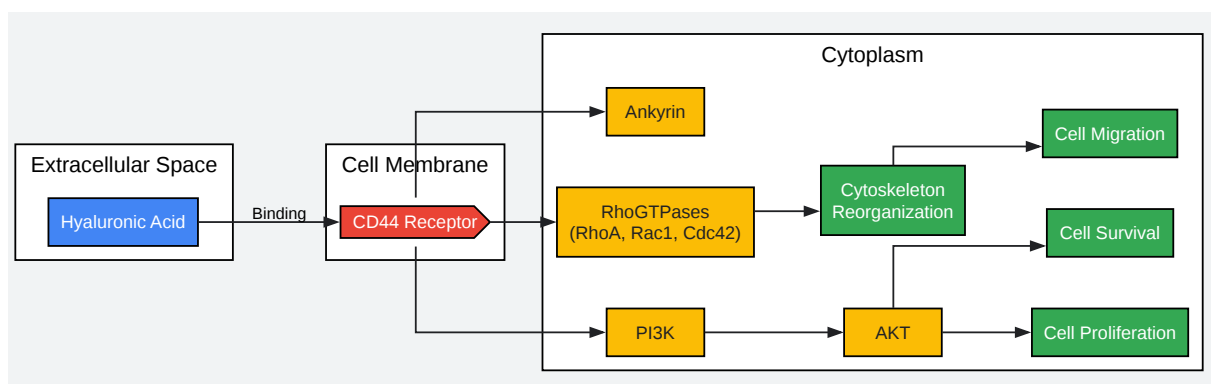 Cytoplasm
Ankyrin
Extracellular Space
Hyaluronic Acid
Binding
Cell Membrane
CD44 Receptor
RhoGTPases
(RhoA, Rac1, Cdc42)
Cytoskeleton
Reorganization
Cell Migration
Cell Survival
PI3K
AKT
Cell Proliferation